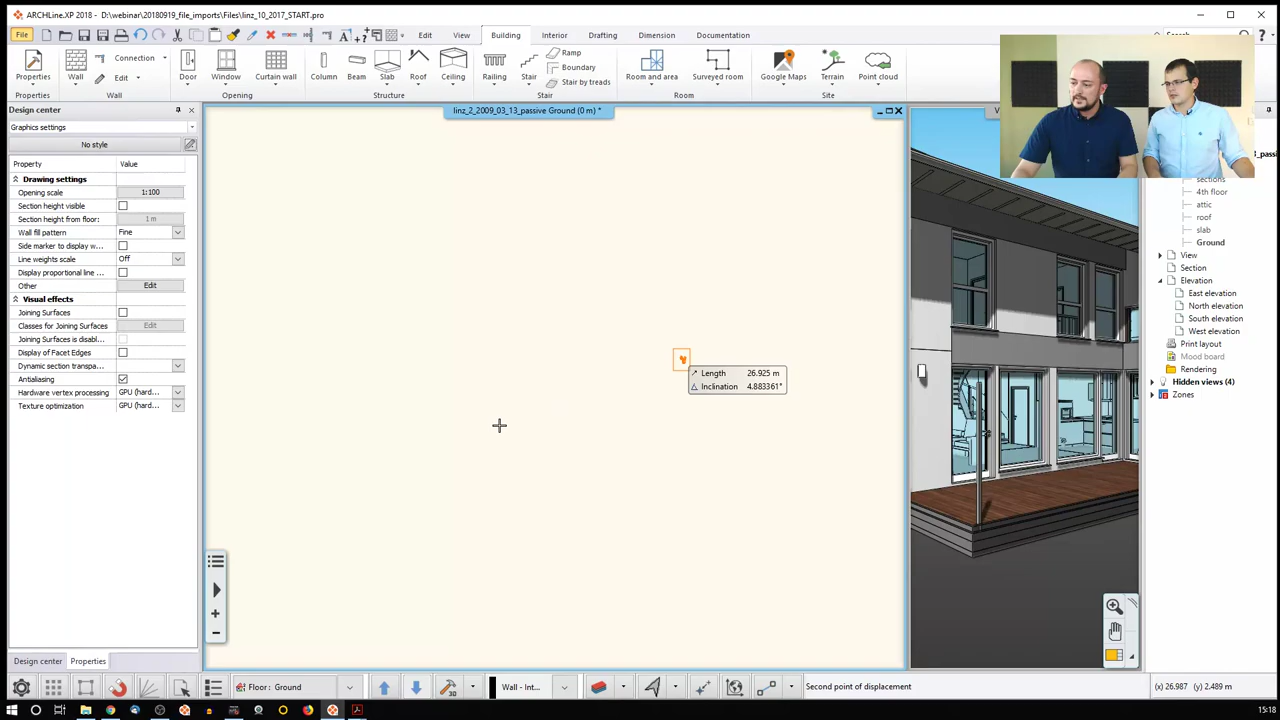 ARCHLine.XP 2018 - D:\webinar\20180919_file_imports\Files\linz_10_2017_START.pro
File
Edit View Building Interior Drafting Dimension Documentation
Search
Properties
Wall
Connection
Edit
Door
Window
Curtain wall
Column
Beam
Slab
Roof
Ceiling
Railing
Stair
Ramp
Boundary
Stair by treads
Room and area
Surveyed room
Google Maps
Terrain
Point cloud
Properties Wall Opening Structure Stair Room Site
Design center
linz_2_2009_03_13_passive Ground (0 m) *
Graphics settings
No style
Property Value
Drawing settings
Opening scale 1:100
Section height visible
Section height from floor: 1 m
Wall fill pattern Fine
Side marker to display w...
Line weights scale Off
Display proportional line ...
Other Edit
Visual effects
Joining Surfaces
Classes for Joining Surfaces Edit
Joining Surfaces is disabl...
Display of Facet Edges
Dynamic section transpa...
Antialiasing
Hardware vertex processing GPU (hard...
Texture optimization GPU (hard...
Length 26.925 m
Inclination 4.883361°
sections
4th floor
attic
roof
slab
Ground
View
Section
Elevation
East elevation
North elevation
South elevation
West elevation
Print layout
Mood board
Rendering
Hidden views (4)
Zones
Design center Properties
Floor : Ground
Wall - Int...
Second point of displacement
(x) 26.987 (y) 2.489 m
15:18